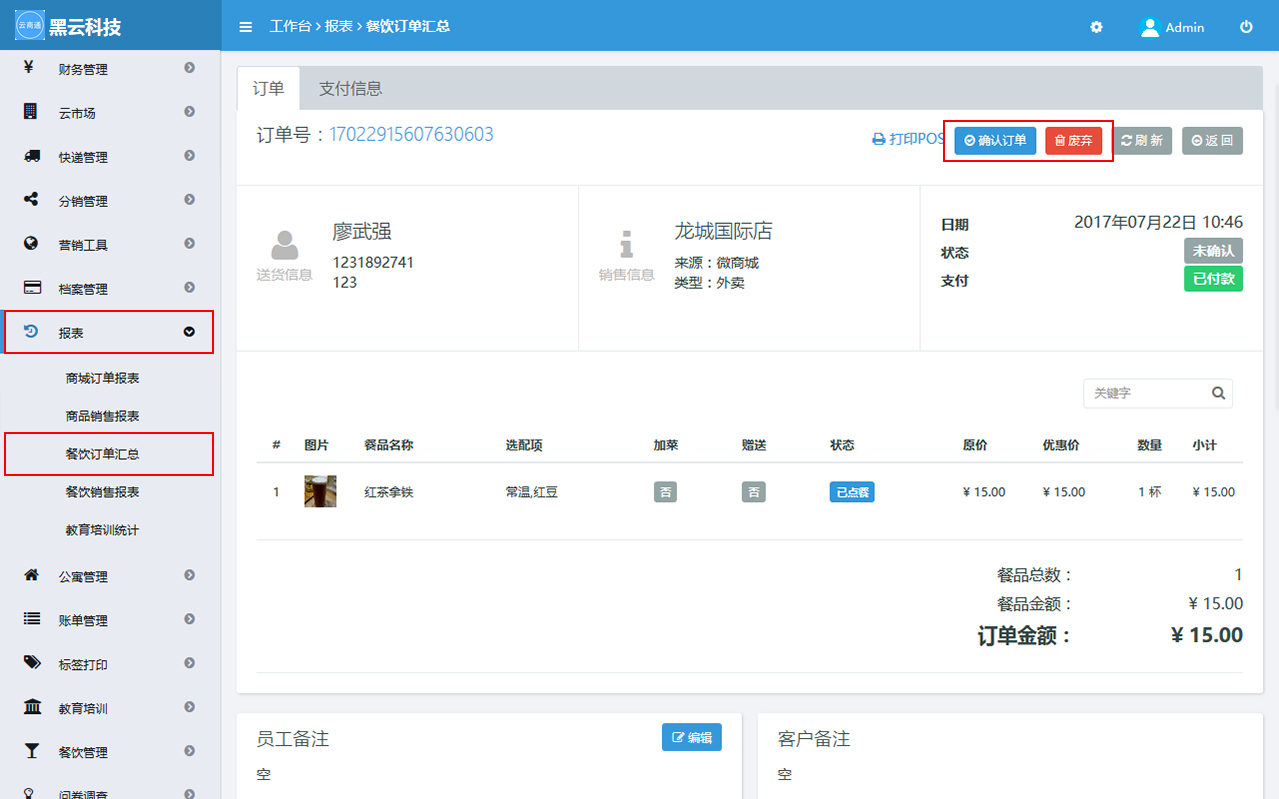 云商通 黑云科技
工作台 > 报表 > 餐饮订单汇总
Admin
¥ 财务管理
云市场
快递管理
分销管理
营销工具
档案管理
报表
商城订单报表
商品销售报表
餐饮订单汇总
餐饮销售报表
教育培训统计
公寓管理
账单管理
标签打印
教育培训
餐饮管理
问卷调查
订单 支付信息
订单号：17022915607630603
打印POS 确认订单 废弃 刷 新 返 回
送货信息
廖武强
1231892741
123
销售信息
龙城国际店
来源：微商城
类型：外卖
日期 2017年07月22日 10:46
状态 未确认
支付 已付款
关键字
# 图片 餐品名称 选配项 加菜 赠送 状态 原价 优惠价 数量 小计
1 红茶拿铁 常温,红豆 否 否 已点餐 ¥ 15.00 ¥ 15.00 1 杯 ¥ 15.00
餐品总数： 1
餐品金额： ¥ 15.00
订单金额： ¥ 15.00
员工备注 编辑
空
客户备注
空